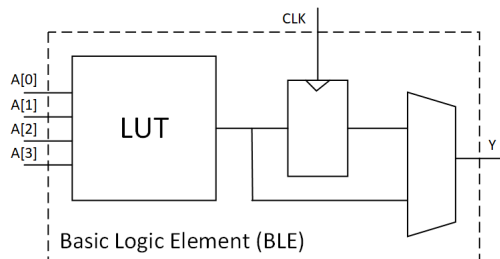 CLK
A[0]
A[1]
A[2]
A[3]
LUT
Y
Basic Logic Element (BLE)